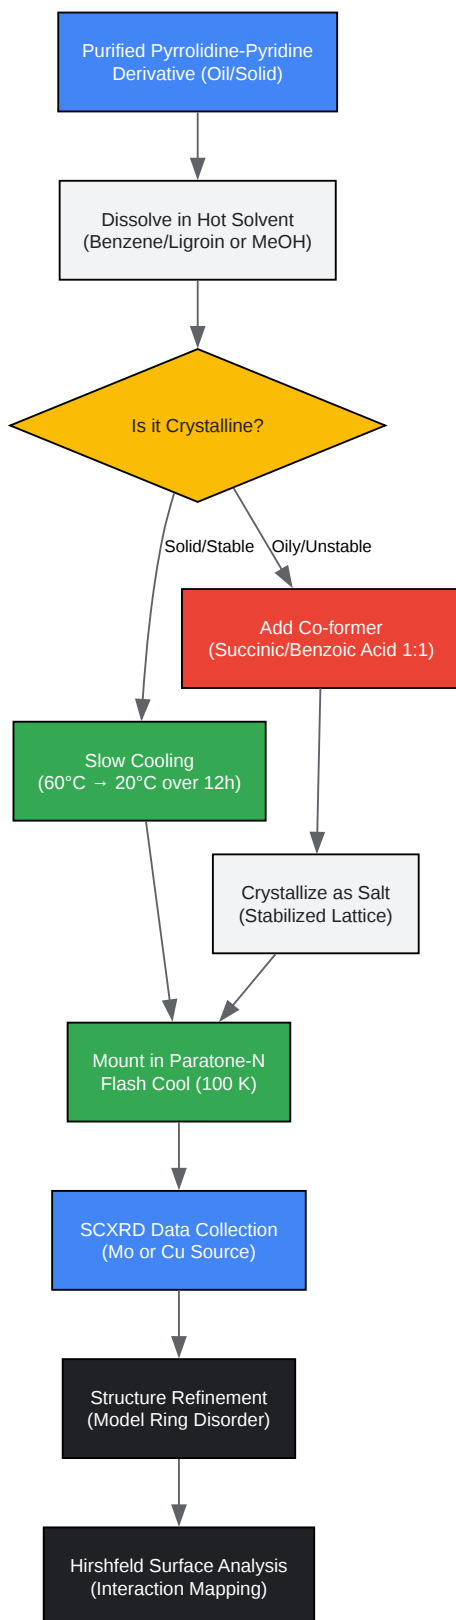 Purified Pyrrolidine-Pyridine
Derivative (Oil/Solid)
Dissolve in Hot Solvent
(Benzene/Ligroin or MeOH)
Is it Crystalline?
Solid/Stable
Oily/Unstable
Add Co-former
(Succinic/Benzoic Acid 1:1)
Slow Cooling
(60°C → 20°C over 12h)
Crystallize as Salt
(Stabilized Lattice)
Mount in Paratone-N
Flash Cool (100 K)
SCXRD Data Collection
(Mo or Cu Source)
Structure Refinement
(Model Ring Disorder)
Hirshfeld Surface Analysis
(Interaction Mapping)